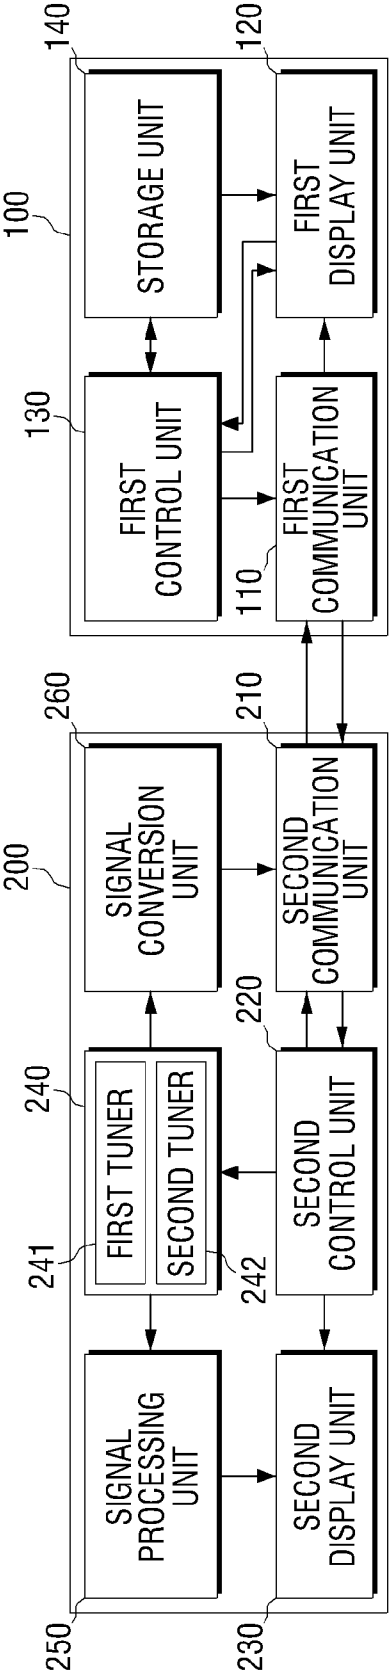 200
100
250
241
240
260
130
140
SIGNAL
PROCESSING
UNIT
FIRST TUNER
SECOND TUNER
SIGNAL
CONVERSION
UNIT
FIRST
CONTROL UNIT
STORAGE UNIT
230
242
220
210
110
120
SECOND
DISPLAY UNIT
SECOND
CONTROL UNIT
SECOND
COMMUNICATION
UNIT
FIRST
COMMUNICATION
UNIT
FIRST
DISPLAY UNIT